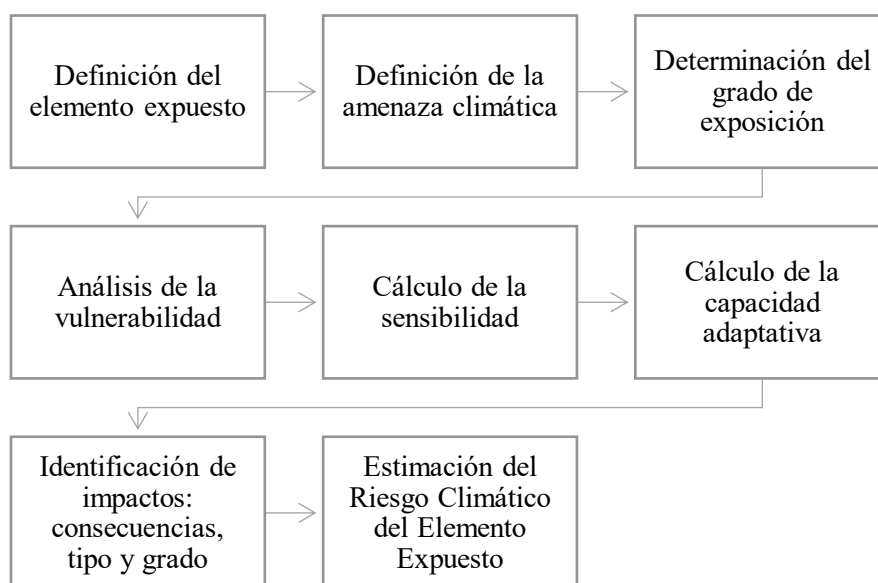 Definición del
elemento expuesto
Definición de la
amenaza climática
Determinación del
grado de
exposición
Análisis de la
vulnerabilidad
Cálculo de la
sensibilidad
Cálculo de la
capacidad
adaptativa
Identificación de
impactos:
consecuencias,
tipo y grado
Estimación del
Riesgo Climático
del Elemento
Expuesto